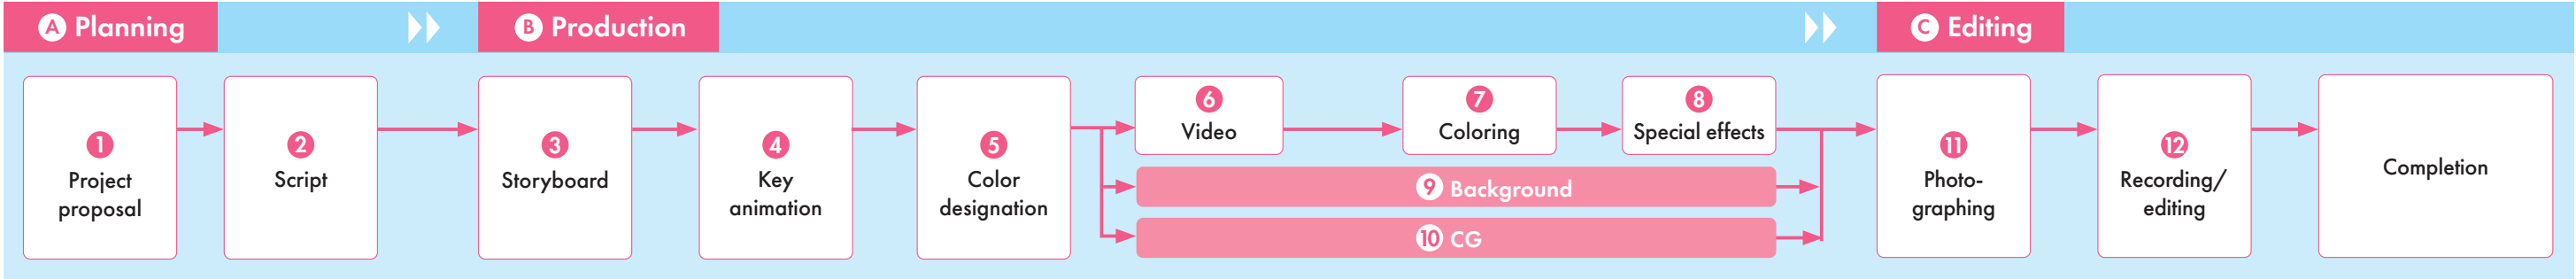 A Planning
B Production
C Editing
1
Project
proposal
2
Script
3
Storyboard
4
Key
animation
5
Color
designation
6
Video
7
Coloring
8
Special effects
9 Background
10 CG
11
Photo-
graphing
12
Recording/
editing
Completion